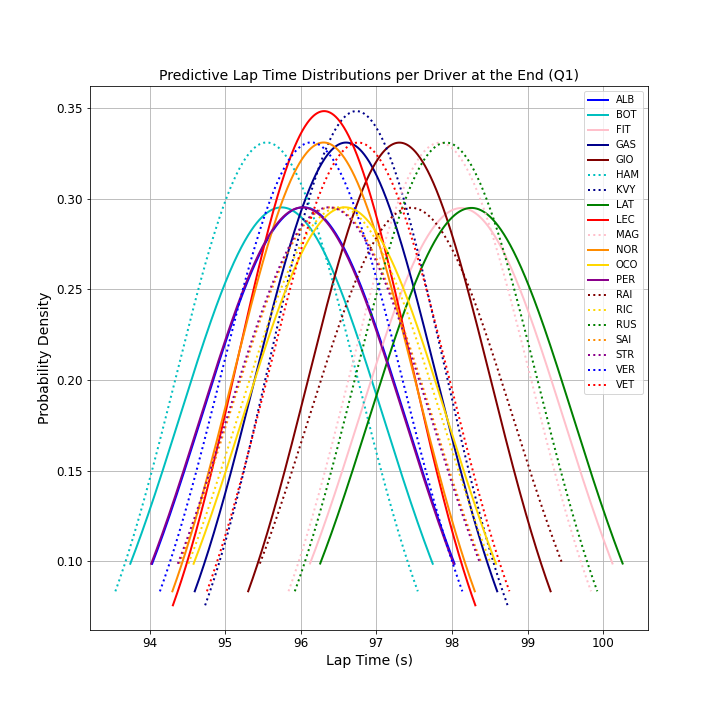 Predictive Lap Time Distributions per Driver at the End (Q1)
0.35
0.30
0.25
0.20
0.15
0.10
Probability Density
94 95 96 97 98 99 100
Lap Time (s)
ALB
BOT
FIT
GAS
GIO
HAM
KVY
LAT
LEC
MAG
NOR
OCO
PER
RAI
RIC
RUS
SAI
STR
VER
VET